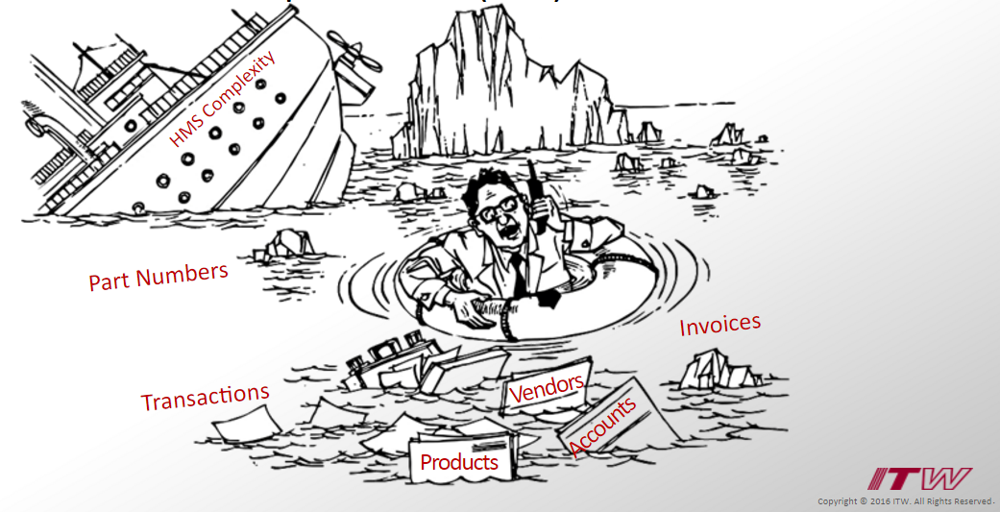 HMS Complexity
Part Numbers
Invoices
Transactions
Vendors
Accounts
Products
ITW
Copyright © 2016 ITW. All Rights Reserved.